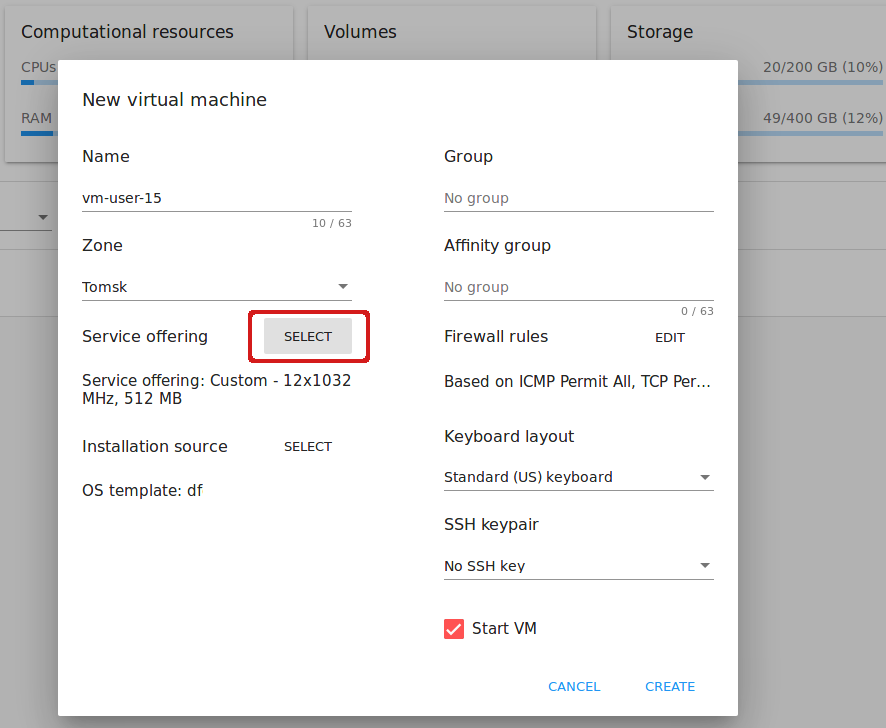 Computational resources
Volumes
Storage
CPUs
20/200 GB (10%)
RAM
49/400 GB (12%)
New virtual machine
Name
Group
vm-user-15
No group
10 / 63
Zone
Affinity group
Tomsk
No group
0 / 63
Service offering
SELECT
Firewall rules
EDIT
Service offering: Custom - 12x1032
MHz, 512 MB
Based on ICMP Permit All, TCP Per...
Installation source
SELECT
Keyboard layout
OS template: df
Standard (US) keyboard
SSH keypair
No SSH key
Start VM
CANCEL
CREATE